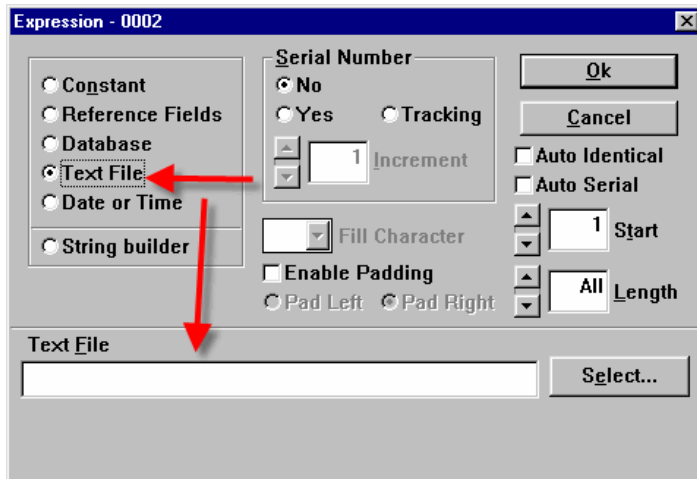 Expression - 0002
Constant
Reference Fields
Database
Text File
Date or Time
String builder
Serial Number
No
Yes
Tracking
1 Increment
Fill Character
Enable Padding
Pad Left
Pad Right
Ok
Cancel
Auto Identical
Auto Serial
1 Start
All Length
Text File
Select...